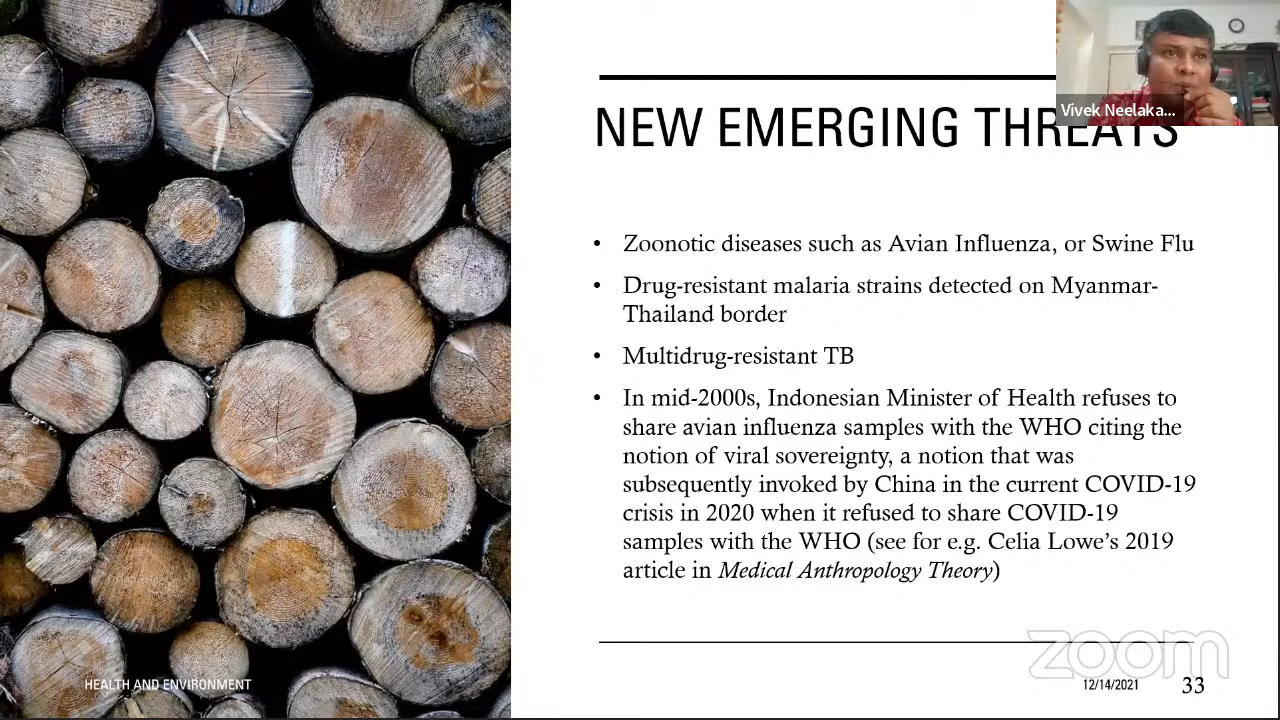 Vivek Neelaka...
NEW EMERGING THREATS
• Zoonotic diseases such as Avian Influenza, or Swine Flu
• Drug-resistant malaria strains detected on Myanmar-
Thailand border
• Multidrug-resistant TB
• In mid-2000s, Indonesian Minister of Health refuses to
share avian influenza samples with the WHO citing the
notion of viral sovereignty, a notion that was
subsequently invoked by China in the current COVID-19
crisis in 2020 when it refused to share COVID-19
samples with the WHO (see for e.g. Celia Lowe's 2019
article in Medical Anthropology Theory)
zoom
HEALTH AND ENVIRONMENT
12/14/2021
33